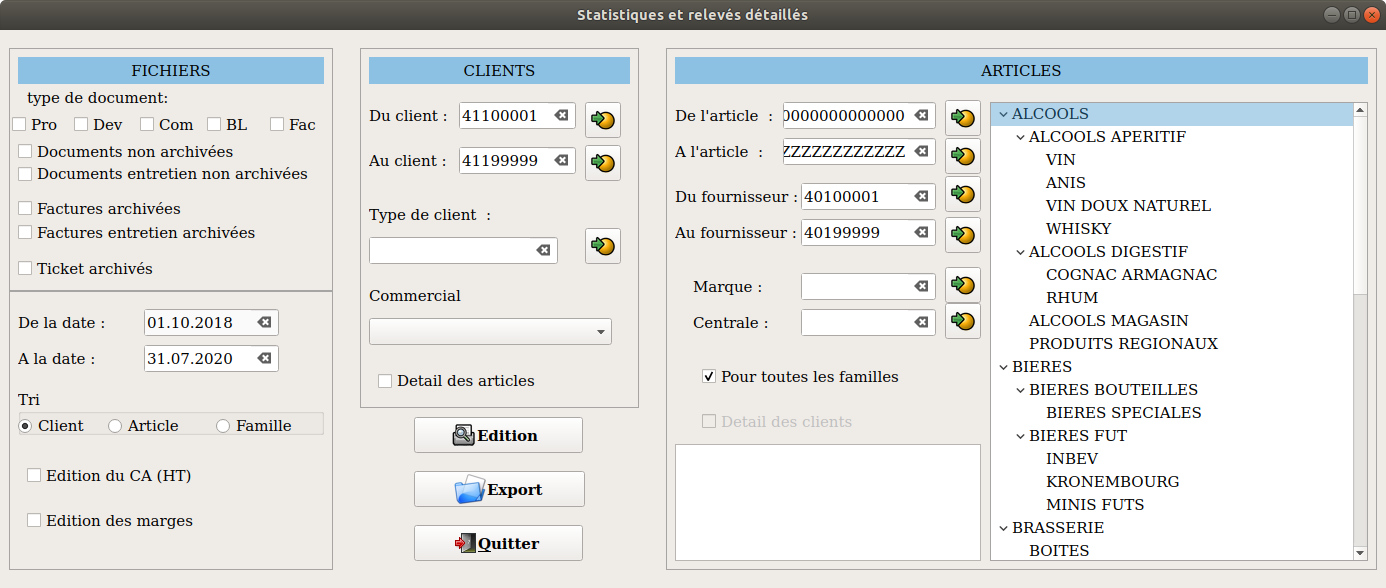 Statistiques et relevés détaillés
FICHIERS
type de document:
Pro Dev Com BL Fac
Documents non archivées
Documents entretien non archivées
Factures archivées
Factures entretien archivées
Ticket archivés
De la date : 01.10.2018
A la date : 31.07.2020
Tri
Client Article Famille
Edition du CA (HT)
Edition des marges
CLIENTS
Du client : 41100001
Au client : 41199999
Type de client :
Commercial
Detail des articles
Edition
Export
Quitter
ARTICLES
De l'article : 0000000000000
A l'article : ZZZZZZZZZZZZZ
Du fournisseur : 40100001
Au fournisseur : 40199999
Marque :
Centrale :
Pour toutes les familles
Detail des clients
ALCOOLS
ALCOOLS APERITIF
VIN
ANIS
VIN DOUX NATUREL
WHISKY
ALCOOLS DIGESTIF
COGNAC ARMAGNAC
RHUM
ALCOOLS MAGASIN
PRODUITS REGIONAUX
BIERES
BIERES BOUTEILLES
BIERES SPECIALES
BIERES FUT
INBEV
KRONEMBOURG
MINIS FUTS
BRASSERIE
BOITES